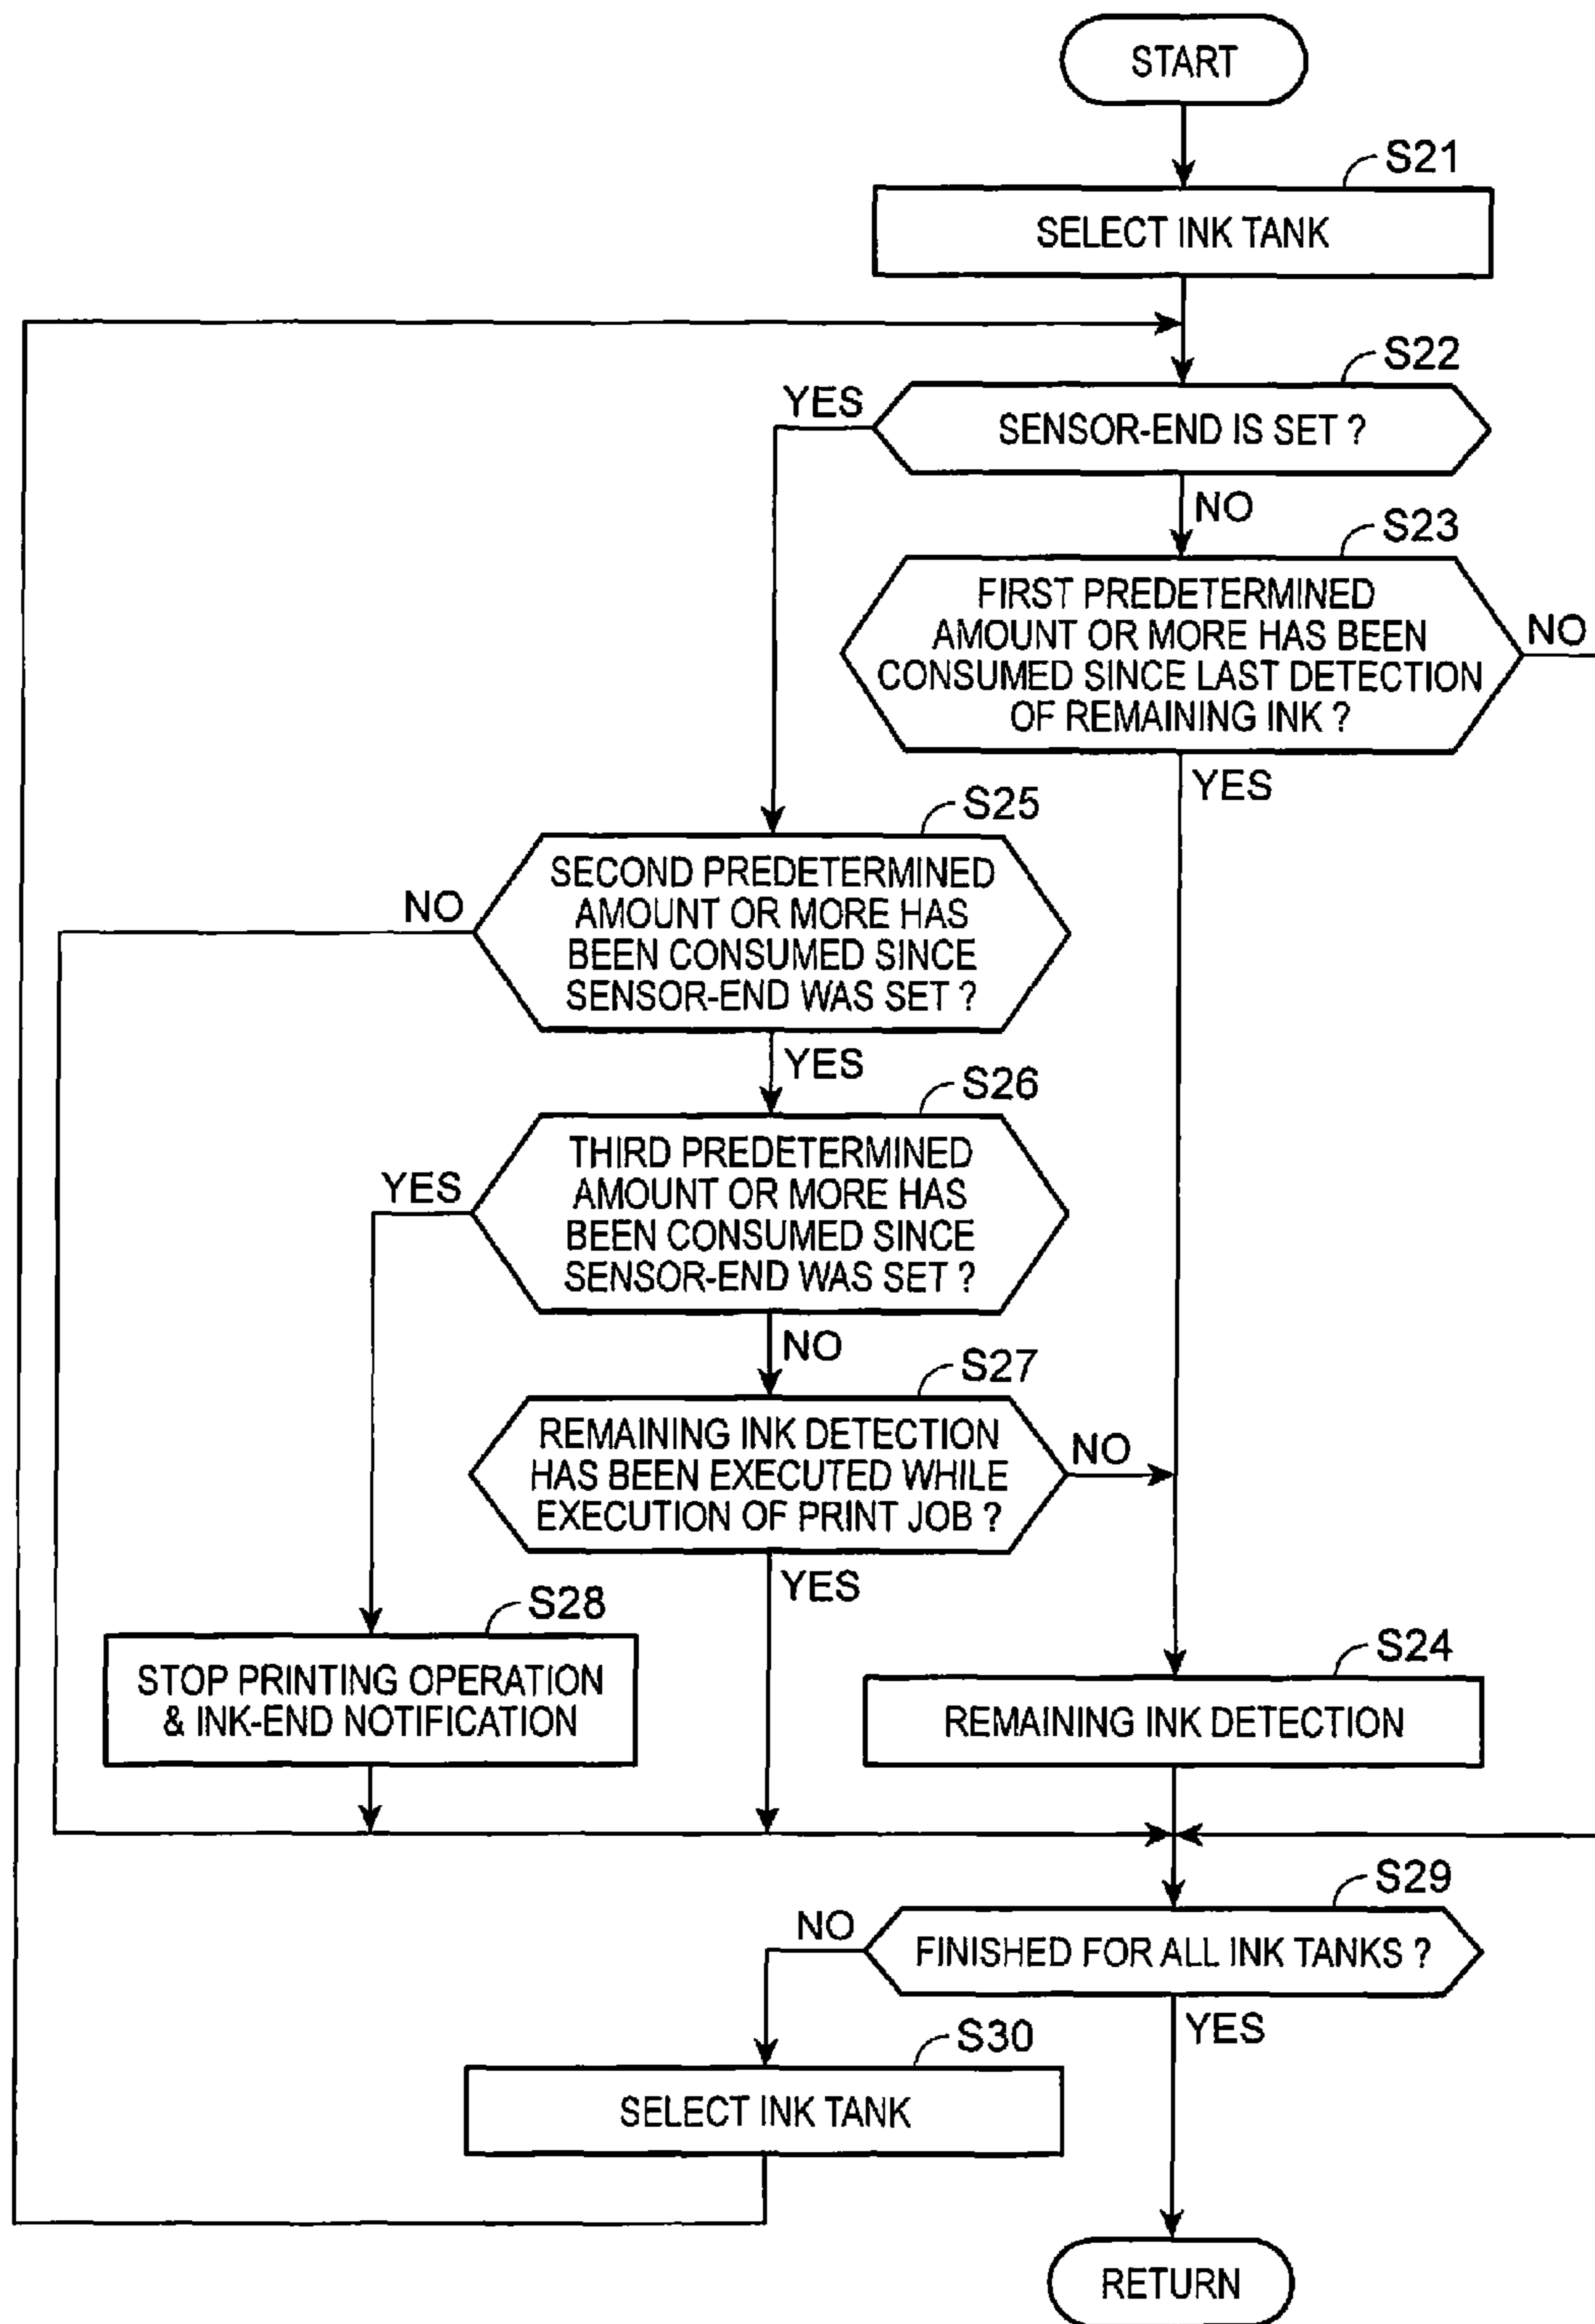 START
S21
SELECT INK TANK
S22
YES
SENSOR-END IS SET ?
NO
S23
FIRST PREDETERMINED
AMOUNT OR MORE HAS BEEN
CONSUMED SINCE LAST DETECTION
OF REMAINING INK ?
NO
YES
S25
SECOND PREDETERMINED
AMOUNT OR MORE HAS
BEEN CONSUMED SINCE
SENSOR-END WAS SET ?
NO
YES
S26
THIRD PREDETERMINED
AMOUNT OR MORE HAS
BEEN CONSUMED SINCE
SENSOR-END WAS SET ?
YES
NO
S27
REMAINING INK DETECTION
HAS BEEN EXECUTED WHILE
EXECUTION OF PRINT JOB ?
NO
YES
S28
STOP PRINTING OPERATION
& INK-END NOTIFICATION
S24
REMAINING INK DETECTION
S29
NO
FINISHED FOR ALL INK TANKS ?
YES
S30
SELECT INK TANK
RETURN